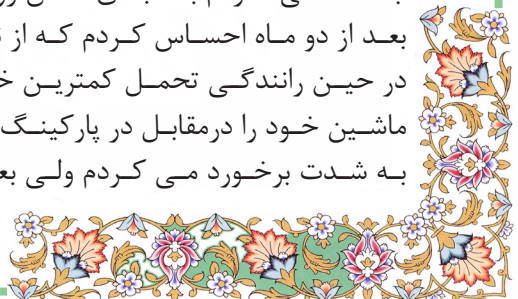 بعد از دو ماه احساس کردم که از
در حین رانندگی تحمل کمترین
ماشین خود را درمقابل در پارکینگ
به شدت برخورد می کردم ولی